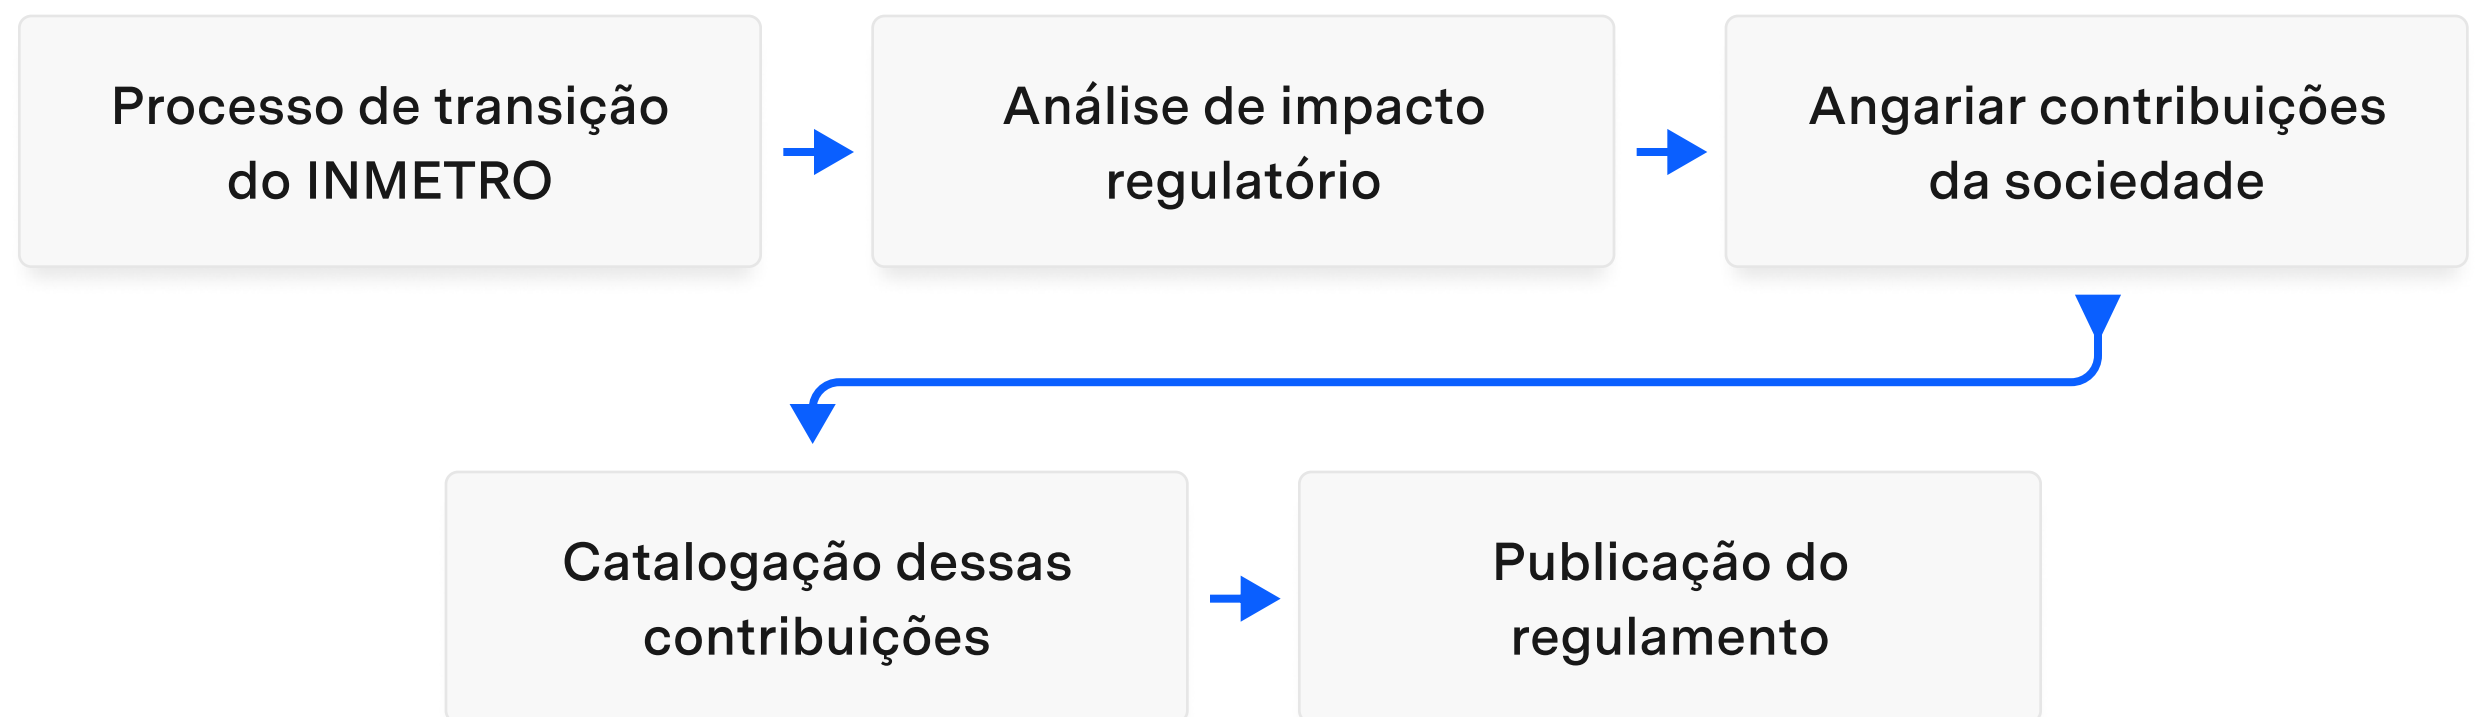 Processo de transição
do INMETRO
Análise de impacto
regulatório
Angariar contribuições
da sociedade
Catalogação dessas
contribuições
Publicação do
regulamento